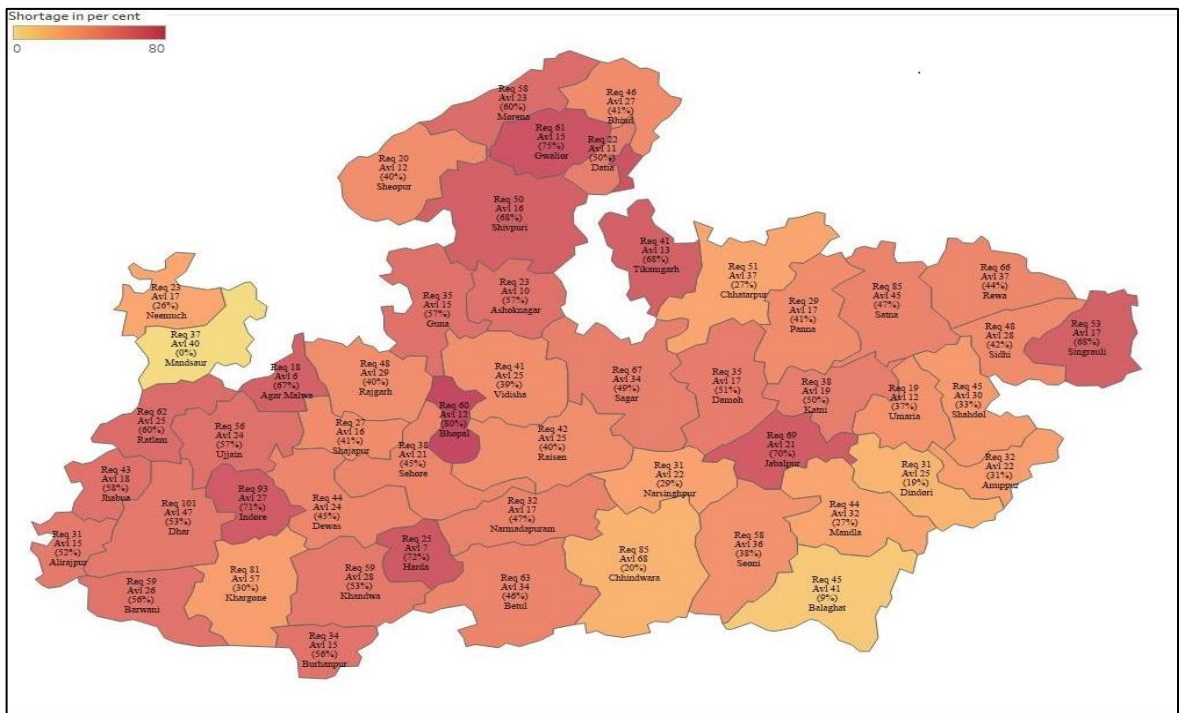 Shortage in per cent
0
80
Req 58
Avl 23
(60%)
Morena
Req 46
Avl 27
(41%)
Bhind
Req 61
Avl 15
(75%)
Gwalior
Req 22
Avl 11
(50%)
Datia
Req 20
Avl 12
(40%)
Sheopur
Req 50
Avl 16
(68%)
Shivpuri
Req 41
Avl 13
(68%)
Tikamgarh
Req 51
Avl 37
(27%)
Chhatarpur
Req 29
Avl 17
(41%)
Panna
Req 85
Avl 45
(47%)
Satna
Req 66
Avl 37
(44%)
Rewa
Req 48
Avl 28
(42%)
Sidhi
Req 53
Avl 17
(68%)
Singrauli
Req 23
Avl 17
(26%)
Neemuch
Req 37
Avl 40
(0%)
Mandsaur
Req 35
Avl 15
(57%)
Guna
Req 23
Avl 10
(57%)
Ashoknagar
Req 18
Avl 6
(67%)
Agar Malwa
Req 48
Avl 29
(40%)
Rajgarh
Req 60
Avl 12
(80%)
Bhopal
Req 41
Avl 25
(39%)
Vidisha
Req 67
Avl 34
(49%)
Sagar
Req 35
Avl 17
(51%)
Damoh
Req 38
Avl 19
(50%)
Katni
Req 19
Avl 12
(37%)
Umaria
Req 45
Avl 30
(33%)
Shahdol
Req 62
Avl 25
(60%)
Ratlam
Req 56
Avl 24
(57%)
Ujjain
Req 27
Avl 16
(41%)
Shajapur
Req 38
Avl 21
(45%)
Sehore
Req 42
Avl 25
(40%)
Raisen
Req 31
Avl 22
(29%)
Narsinghpur
Req 69
Avl 21
(70%)
Jabalpur
Req 31
Avl 25
(19%)
Dindori
Req 32
Avl 22
(31%)
Anuppur
Req 43
Avl 18
(58%)
Jhabua
Req 101
Avl 47
(53%)
Dhar
Req 93
Avl 27
(71%)
Indore
Req 44
Avl 24
(45%)
Dewas
Req 32
Avl 17
(47%)
Narmadapuram
Req 44
Avl 32
(27%)
Mandla
Req 31
Avl 15
(52%)
Alirajpur
Req 59
Avl 26
(56%)
Barwani
Req 81
Avl 57
(30%)
Khargone
Req 59
Avl 28
(53%)
Khandwa
Req 25
Avl 7
(72%)
Harda
Req 63
Avl 34
(46%)
Betul
Req 85
Avl 68
(20%)
Chhindwara
Req 58
Avl 36
(38%)
Seoni
Req 45
Avl 41
(9%)
Balaghat
Req 34
Avl 15
(56%)
Burhanpur